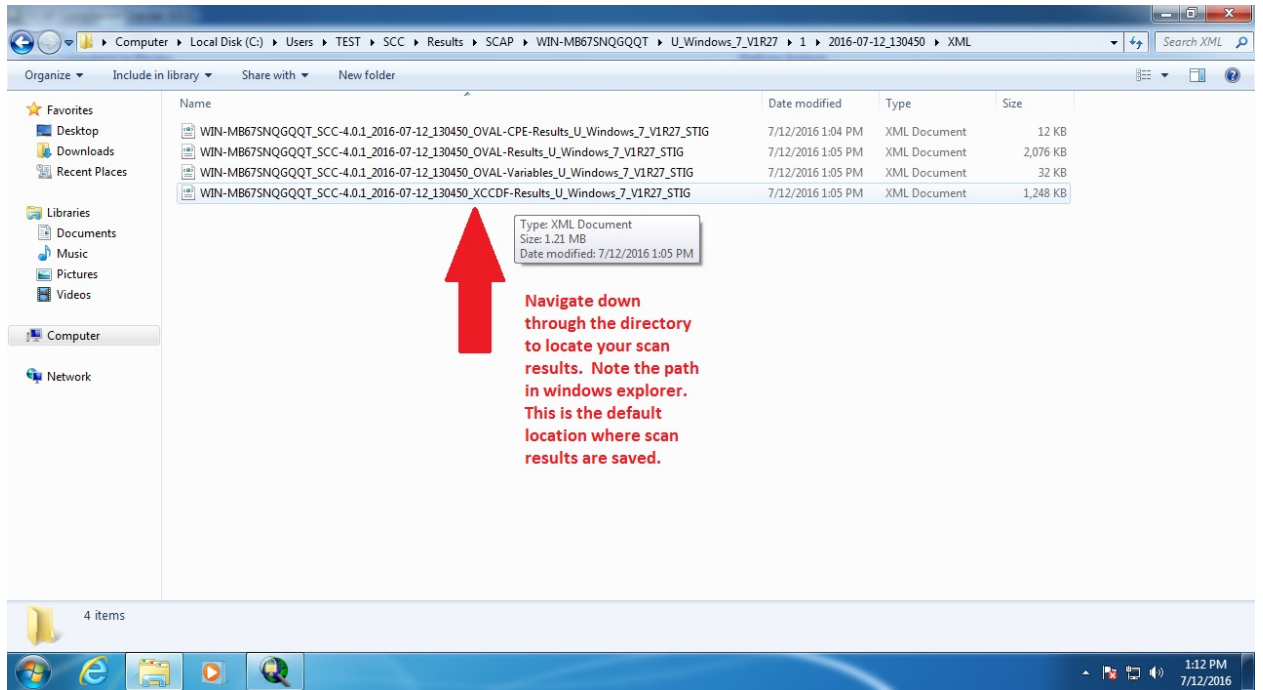 Computer ▸ Local Disk (C:) ▸ Users ▸ TEST ▸ SCC ▸ Results ▸ SCAP ▸ WIN-MB67SNQGQQT ▸ U_Windows_7_V1R27 ▸ 1 ▸ 2016-07-12_130450 ▸ XML
Search XML
Organize Include in library Share with New folder
Name Date modified Type Size
WIN-MB67SNQGQQT_SCC-4.0.1_2016-07-12_130450_OVAL-CPE-Results_U_Windows_7_V1R27_STIG 7/12/2016 1:04 PM XML Document 12 KB
WIN-MB67SNQGQQT_SCC-4.0.1_2016-07-12_130450_OVAL-Results_U_Windows_7_V1R27_STIG 7/12/2016 1:05 PM XML Document 2,076 KB
WIN-MB67SNQGQQT_SCC-4.0.1_2016-07-12_130450_OVAL-Variables_U_Windows_7_V1R27_STIG 7/12/2016 1:05 PM XML Document 32 KB
WIN-MB67SNQGQQT_SCC-4.0.1_2016-07-12_130450_XCCDF-Results_U_Windows_7_V1R27_STIG 7/12/2016 1:05 PM XML Document 1,248 KB
Favorites
Desktop
Downloads
Recent Places
Libraries
Documents
Music
Pictures
Videos
Computer
Network
Type: XML Document
Size: 1.21 MB
Date modified: 7/12/2016 1:05 PM
Navigate down
through the directory
to locate your scan
results. Note the path
in windows explorer.
This is the default
location where scan
results are saved.
4 items
1:12 PM
7/12/2016